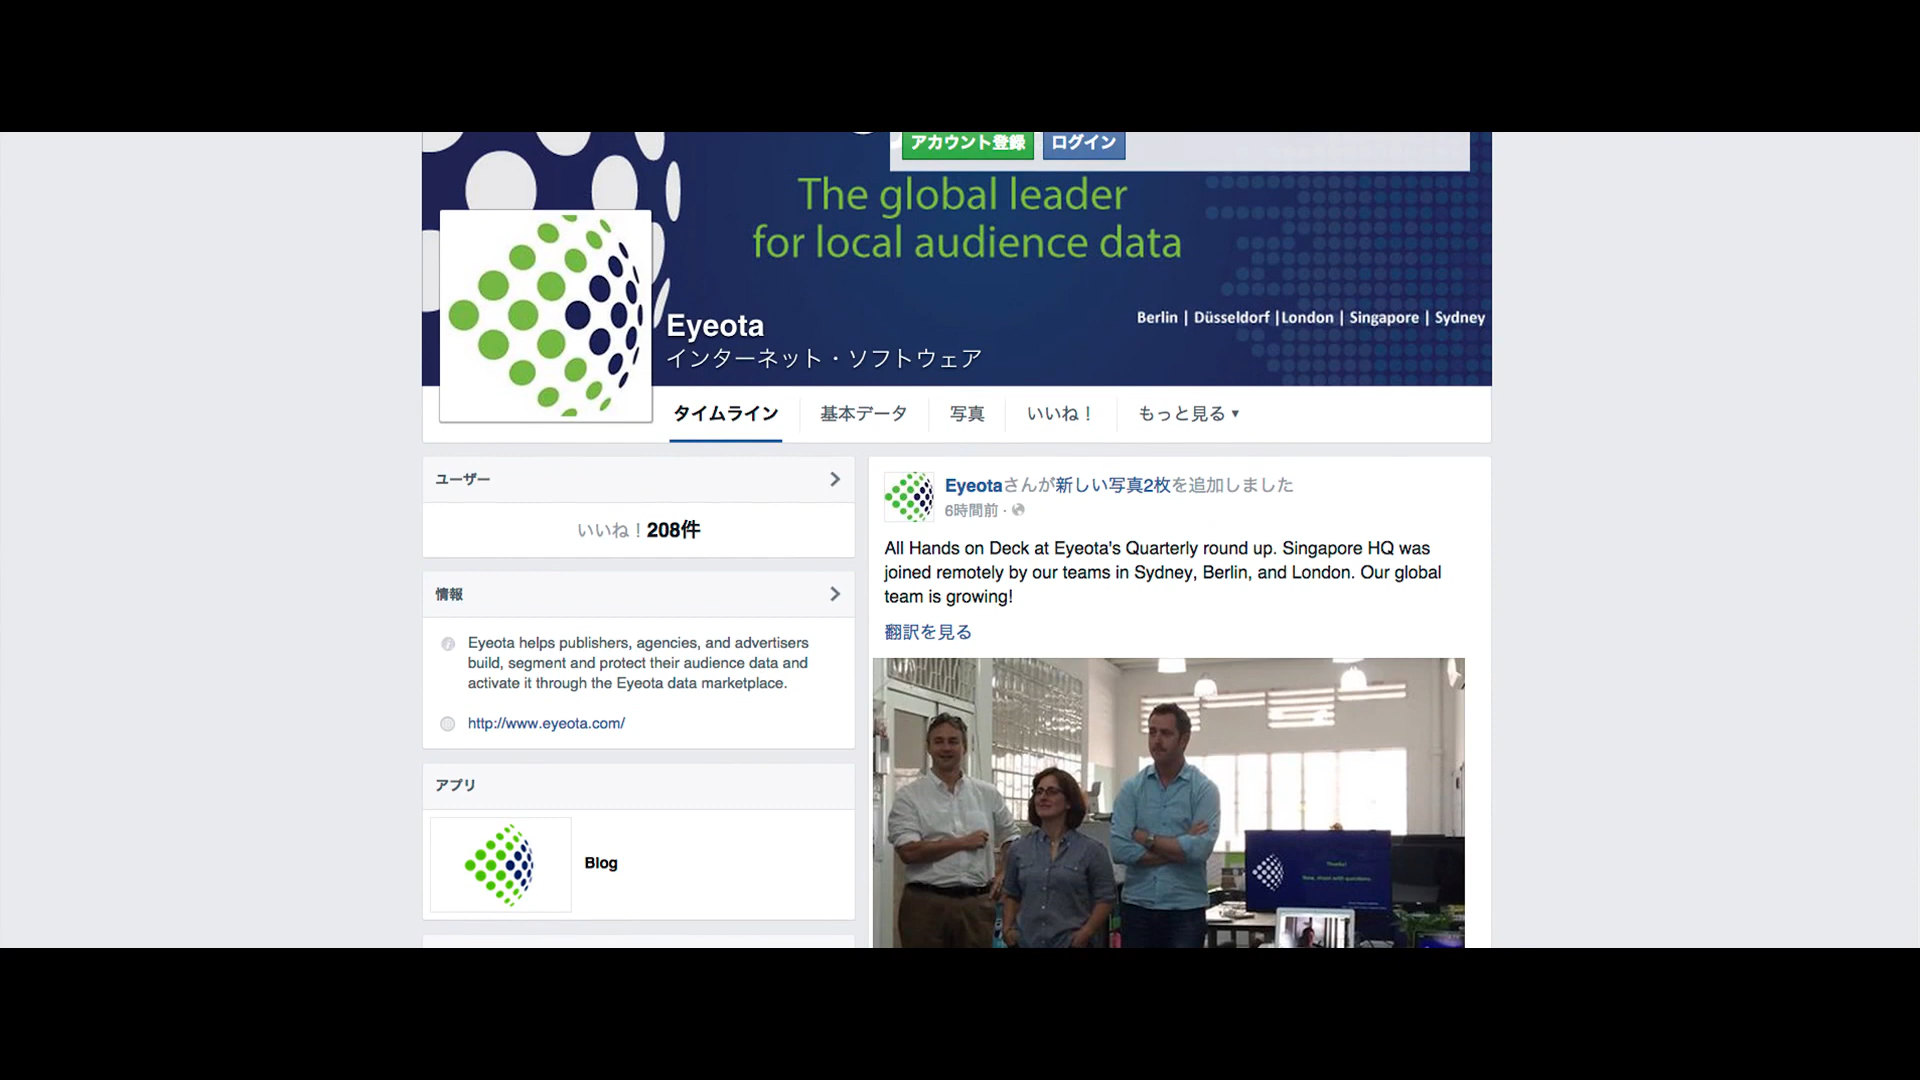 アカウント登録
ログイン
The global leader
for local audience data
Berlin | Düsseldorf |London | Singapore | Sydney
Eyeota
インターネット・ソフトウェア
タイムライン
基本データ
写真
いいね！
もっと見る▼
ユーザー
いいね！208件
情報
Eyeota helps publishers, agencies, and advertisers
build, segment and protect their audience data and
activate it through the Eyeota data marketplace.
http://www.eyeota.com/
アプリ
Blog
Eyeotaさんが新しい写真2枚を追加しました
6時間前 ·
All Hands on Deck at Eyeota's Quarterly round up. Singapore HQ was
joined remotely by our teams in Sydney, Berlin, and London. Our global
team is growing!
翻訳を見る
Thanks!